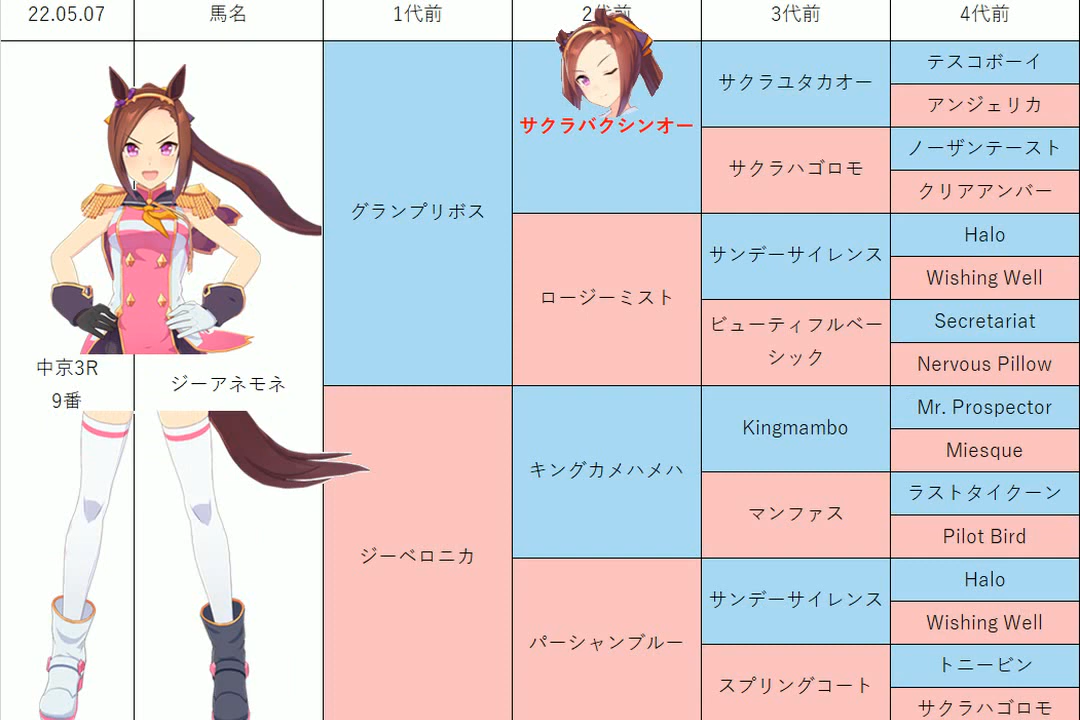 22.05.07
馬名
1代前
2代前
3代前
4代前
中京3R
9番
ジーアネモネ
グランプリボス
ジーベロニカ
サクラバクシンオー
ロージーミスト
キングカメハメハ
パーシャンブルー
サクラユタカオー
サクラハゴロモ
サンデーサイレンス
ビューティフルベー
シック
Kingmambo
マンファス
サンデーサイレンス
スプリングコート
テスコボーイ
アンジェリカ
ノーザンテースト
クリアアンバー
Halo
Wishing Well
Secretariat
Nervous Pillow
Mr. Prospector
Miesque
ラストタイクーン
Pilot Bird
Halo
Wishing Well
トニービン
サクラハゴロモ